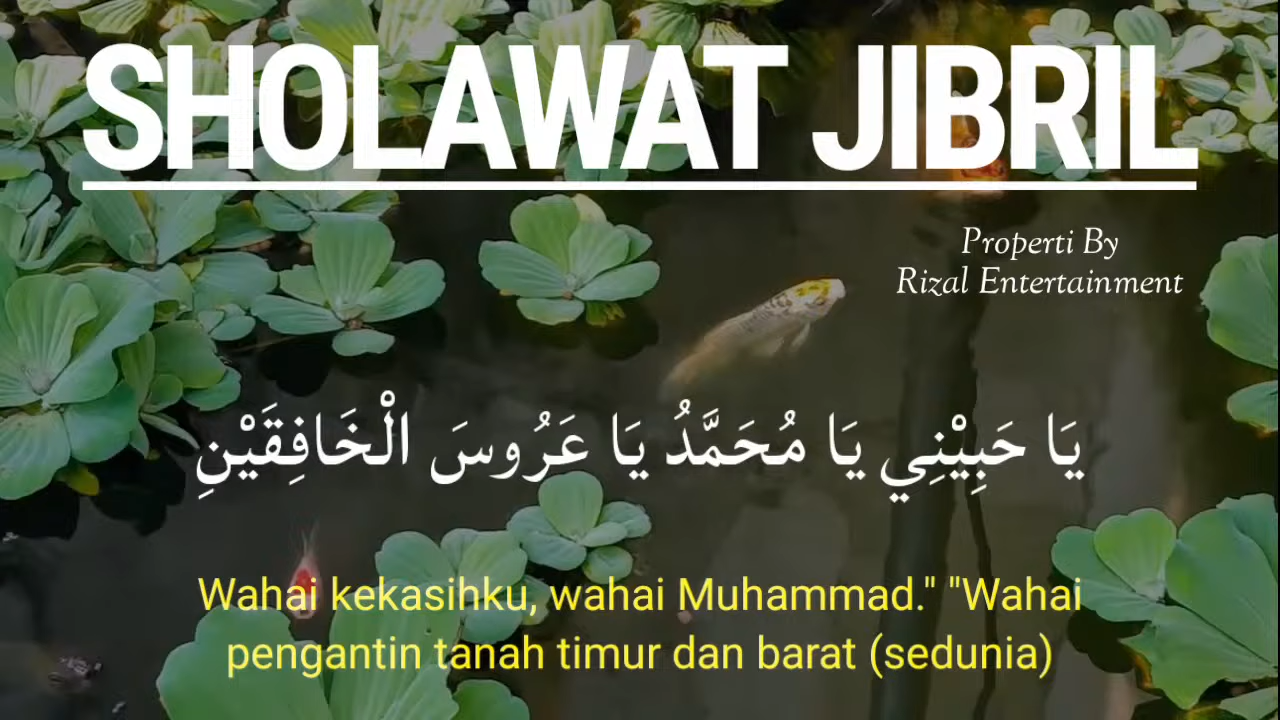 SHOLAWAT JIBRIL
Properti By
Rizal Entertainment
يَا حَبِيْنِي يَا مُحَمَّدُ يَا عَرُوسَ الْخَافِقَيْنِ
Wahai kekasihku, wahai Muhammad." "Wahai
pengantin tanah timur dan barat (sedunia)